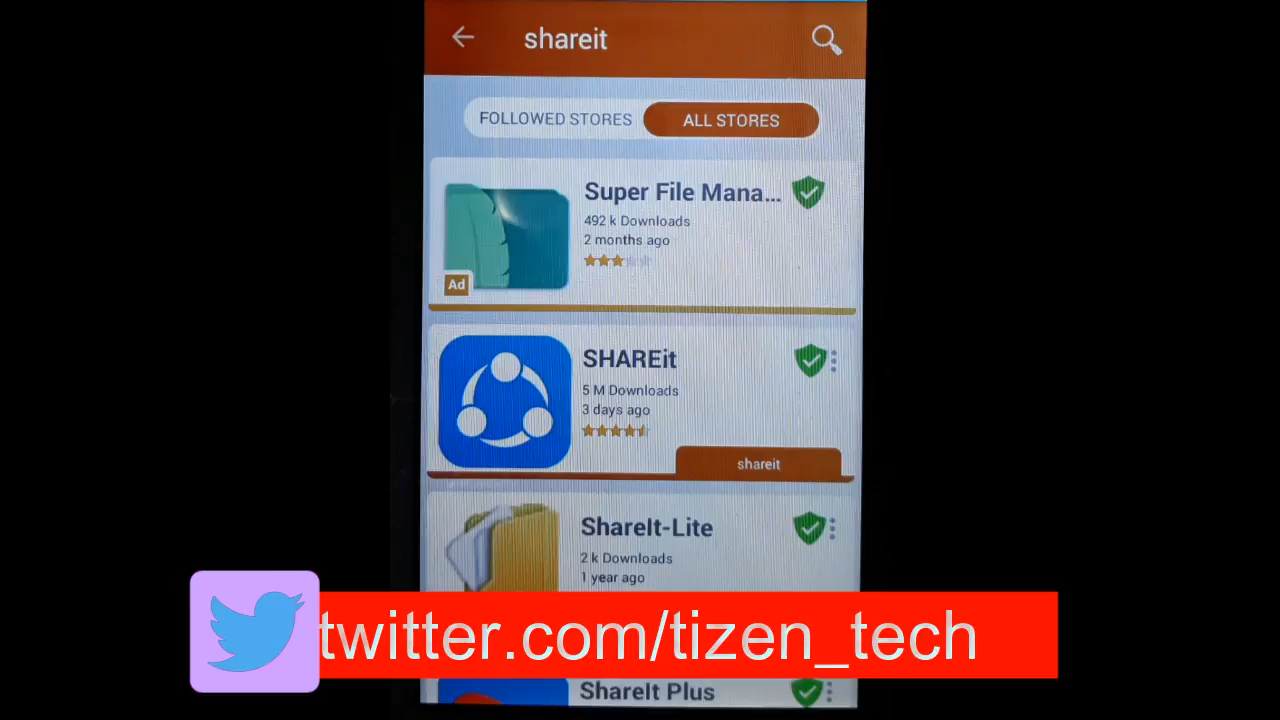 shareit
FOLLOWED STORES
ALL STORES
Super File Mana...
492 k Downloads
2 months ago
Ad
SHAREit
5 M Downloads
3 days ago
shareit
ShareIt-Lite
2 k Downloads
1 year ago
twitter.com/tizen_tech
ShareIt Plus